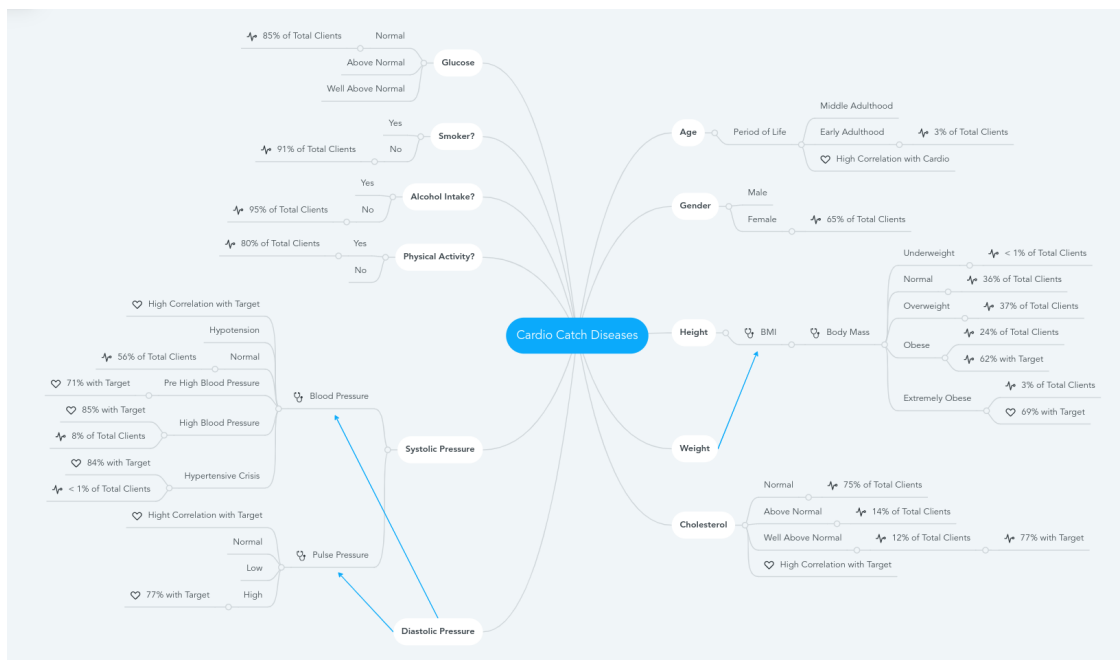 Cardio Catch Diseases
Glucose
Normal
85% of Total Clients
Above Normal
Well Above Normal
Smoker?
Yes
No
91% of Total Clients
Alcohol Intake?
Yes
No
95% of Total Clients
Physical Activity?
Yes
80% of Total Clients
No
Systolic Pressure
Blood Pressure
High Correlation with Target
Hypotension
Normal
56% of Total Clients
Pre High Blood Pressure
71% with Target
High Blood Pressure
85% with Target
8% of Total Clients
Hypertensive Crisis
84% with Target
< 1% of Total Clients
Pulse Pressure
Hight Correlation with Target
Normal
Low
High
77% with Target
Diastolic Pressure
Age
Period of Life
Middle Adulthood
Early Adulthood
3% of Total Clients
High Correlation with Cardio
Gender
Male
Female
65% of Total Clients
Height
BMI
Body Mass
Underweight
< 1% of Total Clients
Normal
36% of Total Clients
Overweight
37% of Total Clients
Obese
24% of Total Clients
62% with Target
Extremely Obese
3% of Total Clients
69% with Target
Weight
Cholesterol
Normal
75% of Total Clients
Above Normal
14% of Total Clients
Well Above Normal
12% of Total Clients
77% with Target
High Correlation with Target